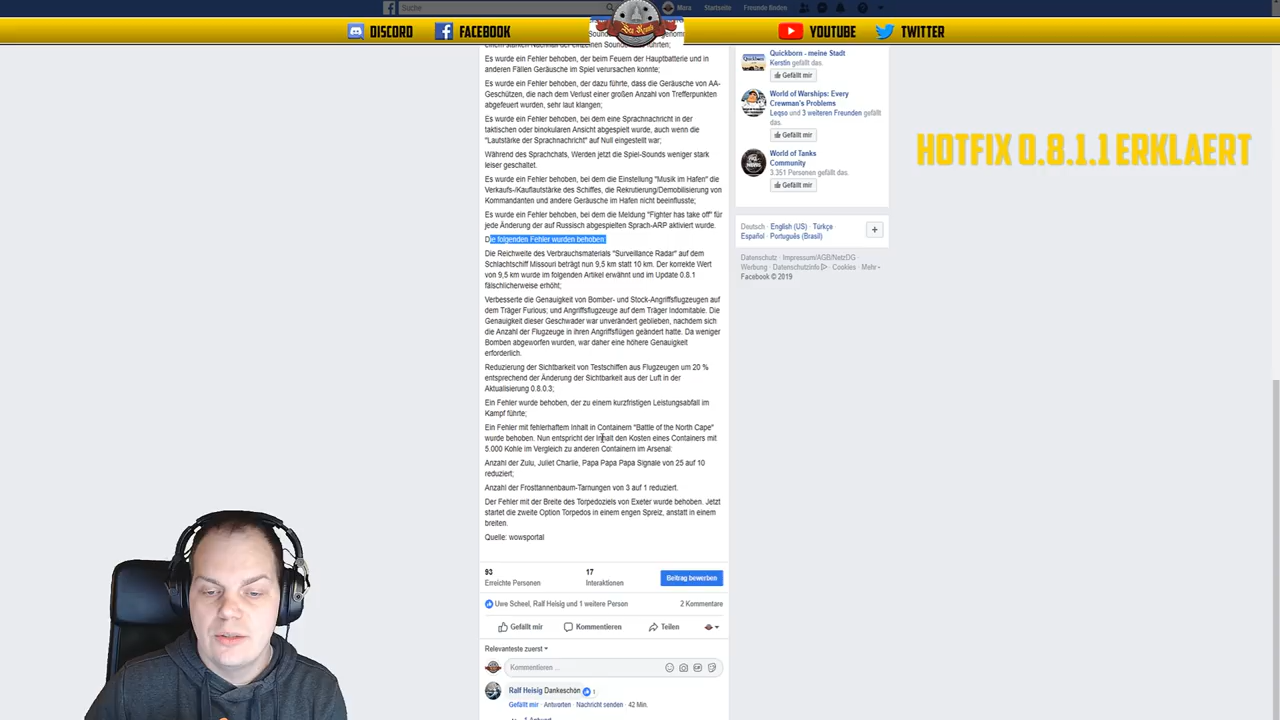 Suche
Mora
Startseite
Freunde finden
DISCORD
FACEBOOK
YOUTUBE
TWITTER
einem starken Nachhall der einzelnen Sounds führten;
Es wurde ein Fehler behoben, der beim Feuern der Hauptbatterie und in
anderen Fällen Geräusche im Spiel verursachen konnte;
Es wurde ein Fehler behoben, der dazu führte, dass die Geräusche von AA-
Geschützen, die nach dem Verlust einer großen Anzahl von Trefferpunkten
abgefeuert wurden, sehr laut klangen;
Es wurde ein Fehler behoben, bei dem eine Sprachnachricht in der
taktischen oder binokularen Ansicht abgespielt wurde, auch wenn die
"Lautstärke der Sprachnachricht" auf Null eingestellt war;
Während des Sprachchats, Werden jetzt die Spiel-Sounds weniger stark
leiser geschaltet.
Es wurde ein Fehler behoben, bei dem die Einstellung "Musik im Hafen" die
Verkaufs-/Kauflautstärke des Schiffes, die Rekrutierung/Demobilisierung von
Kommandanten und andere Geräusche im Hafen nicht beeinflusste;
Es wurde ein Fehler behoben, bei dem die Meldung "Fighter has take off" für
jede Änderung der auf Russisch abgespielten Sprach-ARP aktiviert wurde.
Die folgenden Fehler wurden behoben
Die Reichweite des Verbrauchsmaterials "Surveillance Radar" auf dem
Schlachtschiff Missouri beträgt nun 9,5 km statt 10 km. Der korrekte Wert
von 9,5 km wurde im folgenden Artikel erwähnt und im Update 0.8.1
fälschlicherweise erhöht;
Verbesserte die Genauigkeit von Bomber- und Stock-Angriffsflugzeugen auf
dem Träger Furious; und Angriffsflugzeuge auf dem Träger Indomitable. Die
Genauigkeit dieser Geschwader war unverändert geblieben, nachdem sich
die Anzahl der Flugzeuge in ihren Angriffsflügen geändert hatte. Da weniger
Bomben abgeworfen wurden, war daher eine höhere Genauigkeit
erforderlich.
Reduzierung der Sichtbarkeit von Testschiffen aus Flugzeugen um 20 %
entsprechend der Änderung der Sichtbarkeit aus der Luft in der
Aktualisierung 0.8.0.3;
Ein Fehler wurde behoben, der zu einem kurzfristigen Leistungsabfall im
Kampf führte;
Ein Fehler mit fehlerhaftem Inhalt in Containern "Battle of the North Cape"
wurde behoben. Nun entspricht der Inhalt den Kosten eines Containers mit
5.000 Kohle im Vergleich zu anderen Containern im Arsenal:
Anzahl der Zulu, Juliet Charlie, Papa Papa Papa Signale von 25 auf 10
reduziert;
Anzahl der Frosttannenbaum-Tarnungen von 3 auf 1 reduziert.
Der Fehler mit der Breite des Torpedoziels von Exeter wurde behoben. Jetzt
startet die zweite Option Torpedos in einem engen Spreiz, anstatt in einem
breiten.
Quelle: wowsportal
93
Erreichte Personen
17
Interaktionen
Beitrag bewerben
Uwe Scheel, Ralf Heisig und 1 weitere Person
2 Kommentare
Gefällt mir
Kommentieren
Teilen
Relevanteste zuerst
Kommentieren ...
Ralf Heisig Dankeschön
1
Gefällt mir · Antworten · Nachricht senden · 42 Min.
Quickborn - meine Stadt
Kerstin gefällt das.
Gefällt mir
World of Warships: Every
Crewman's Problems
Leqso und 3 weiteren Freunden gefällt
das.
Gefällt mir
World of Tanks
Community
3.351 Personen gefällt das.
Gefällt mir
Deutsch · English (US) · Türkçe
Español · Português (Brasil)
Datenschutz · Impressum/AGB/NetzDG ·
Werbung · Datenschutzinfo · Cookies · Mehr
Facebook © 2019
HOTFIX 0.8.1.1 ERKLAERT